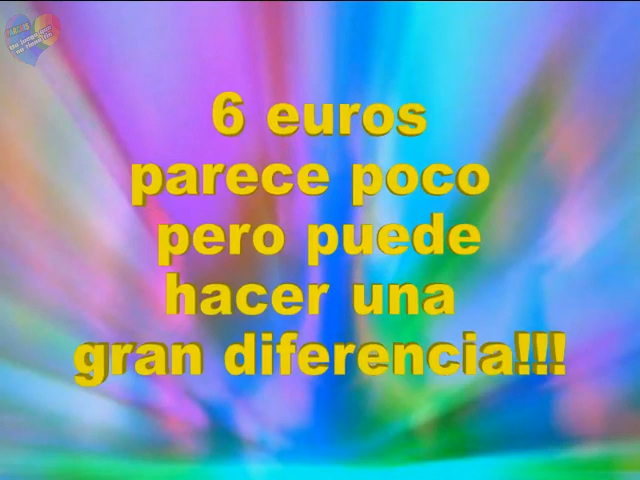 6 euros
parece poco
pero puede
hacer una
gran diferencia!!!